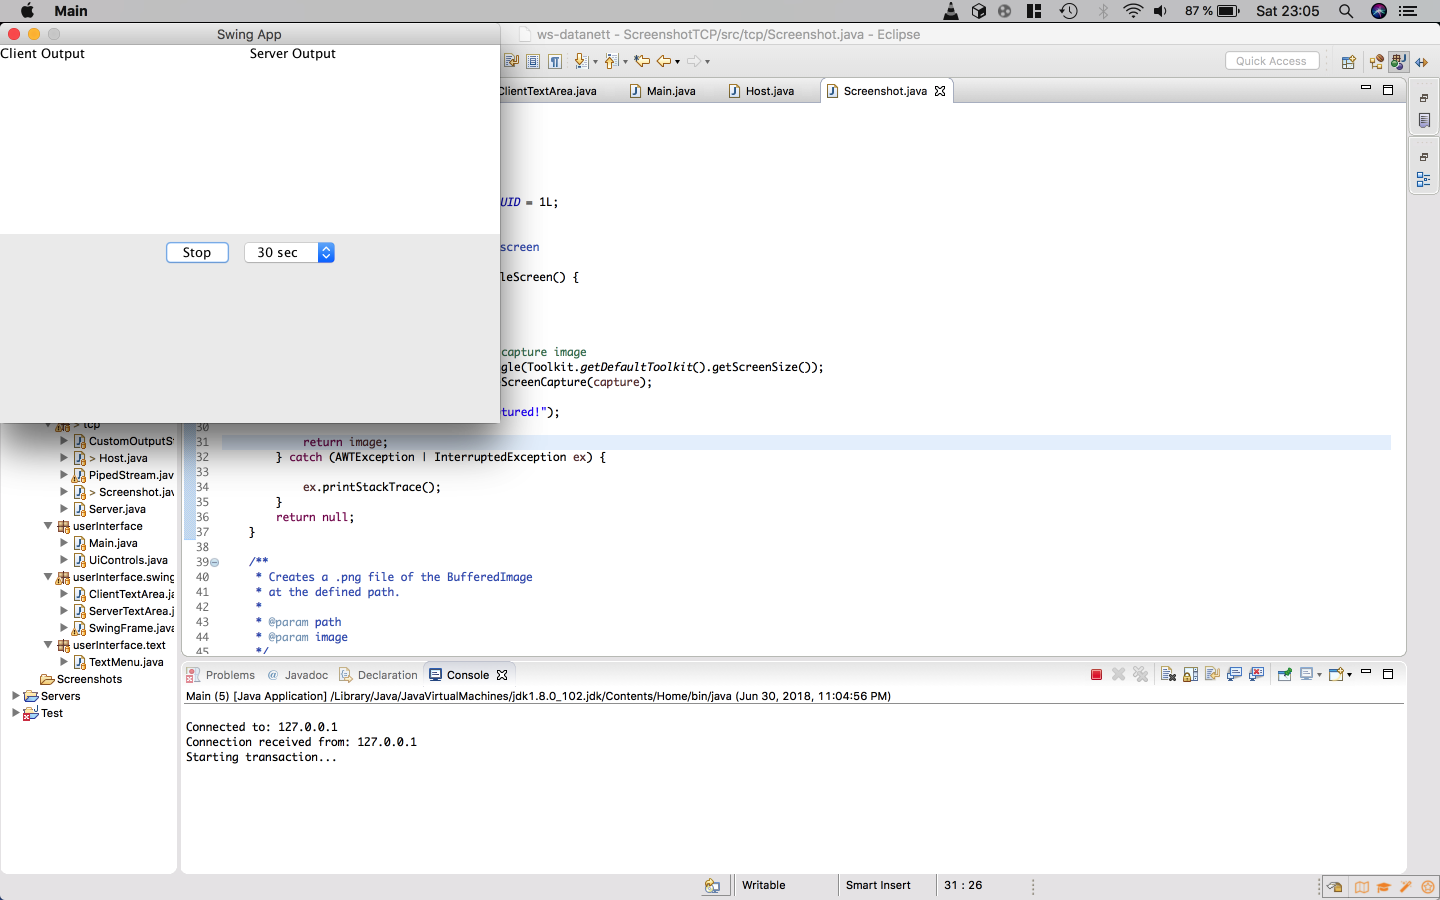 Main
87 %
Sat 23:05
Swing App
ws-datanett - ScreenshotTCP/src/tcp/Screenshot.java - Eclipse
Client Output
Server Output
Quick Access
ClientTextArea.java
Main.java
Host.java
Screenshot.java
UID = 1L;
screen
leScreen() {
capture image
gle(Toolkit.getDefaultToolkit().getScreenSize());
ScreenCapture(capture);
tured!");
Stop
30 sec
30
31 return image;
32 } catch (AWTException | InterruptedException ex) {
33
34 ex.printStackTrace();
35 }
36 return null;
37 }
38
39 /**
40 * Creates a .png file of the BufferedImage
41 * at the defined path.
42 *
43 * @param path
44 * @param image
45 */
> tcp
CustomOutputS
> Host.java
PipedStream.jav
> Screenshot.jav
Server.java
userInterface
Main.java
UiControls.java
userInterface.swing
ClientTextArea.ja
ServerTextArea.j
SwingFrame.java
userInterface.text
TextMenu.java
Screenshots
Servers
Test
Problems
@ Javadoc
Declaration
Console
Main (5) [Java Application] /Library/Java/JavaVirtualMachines/jdk1.8.0_102.jdk/Contents/Home/bin/java (Jun 30, 2018, 11:04:56 PM)
Connected to: 127.0.0.1
Connection received from: 127.0.0.1
Starting transaction...
Writable
Smart Insert
31 : 26